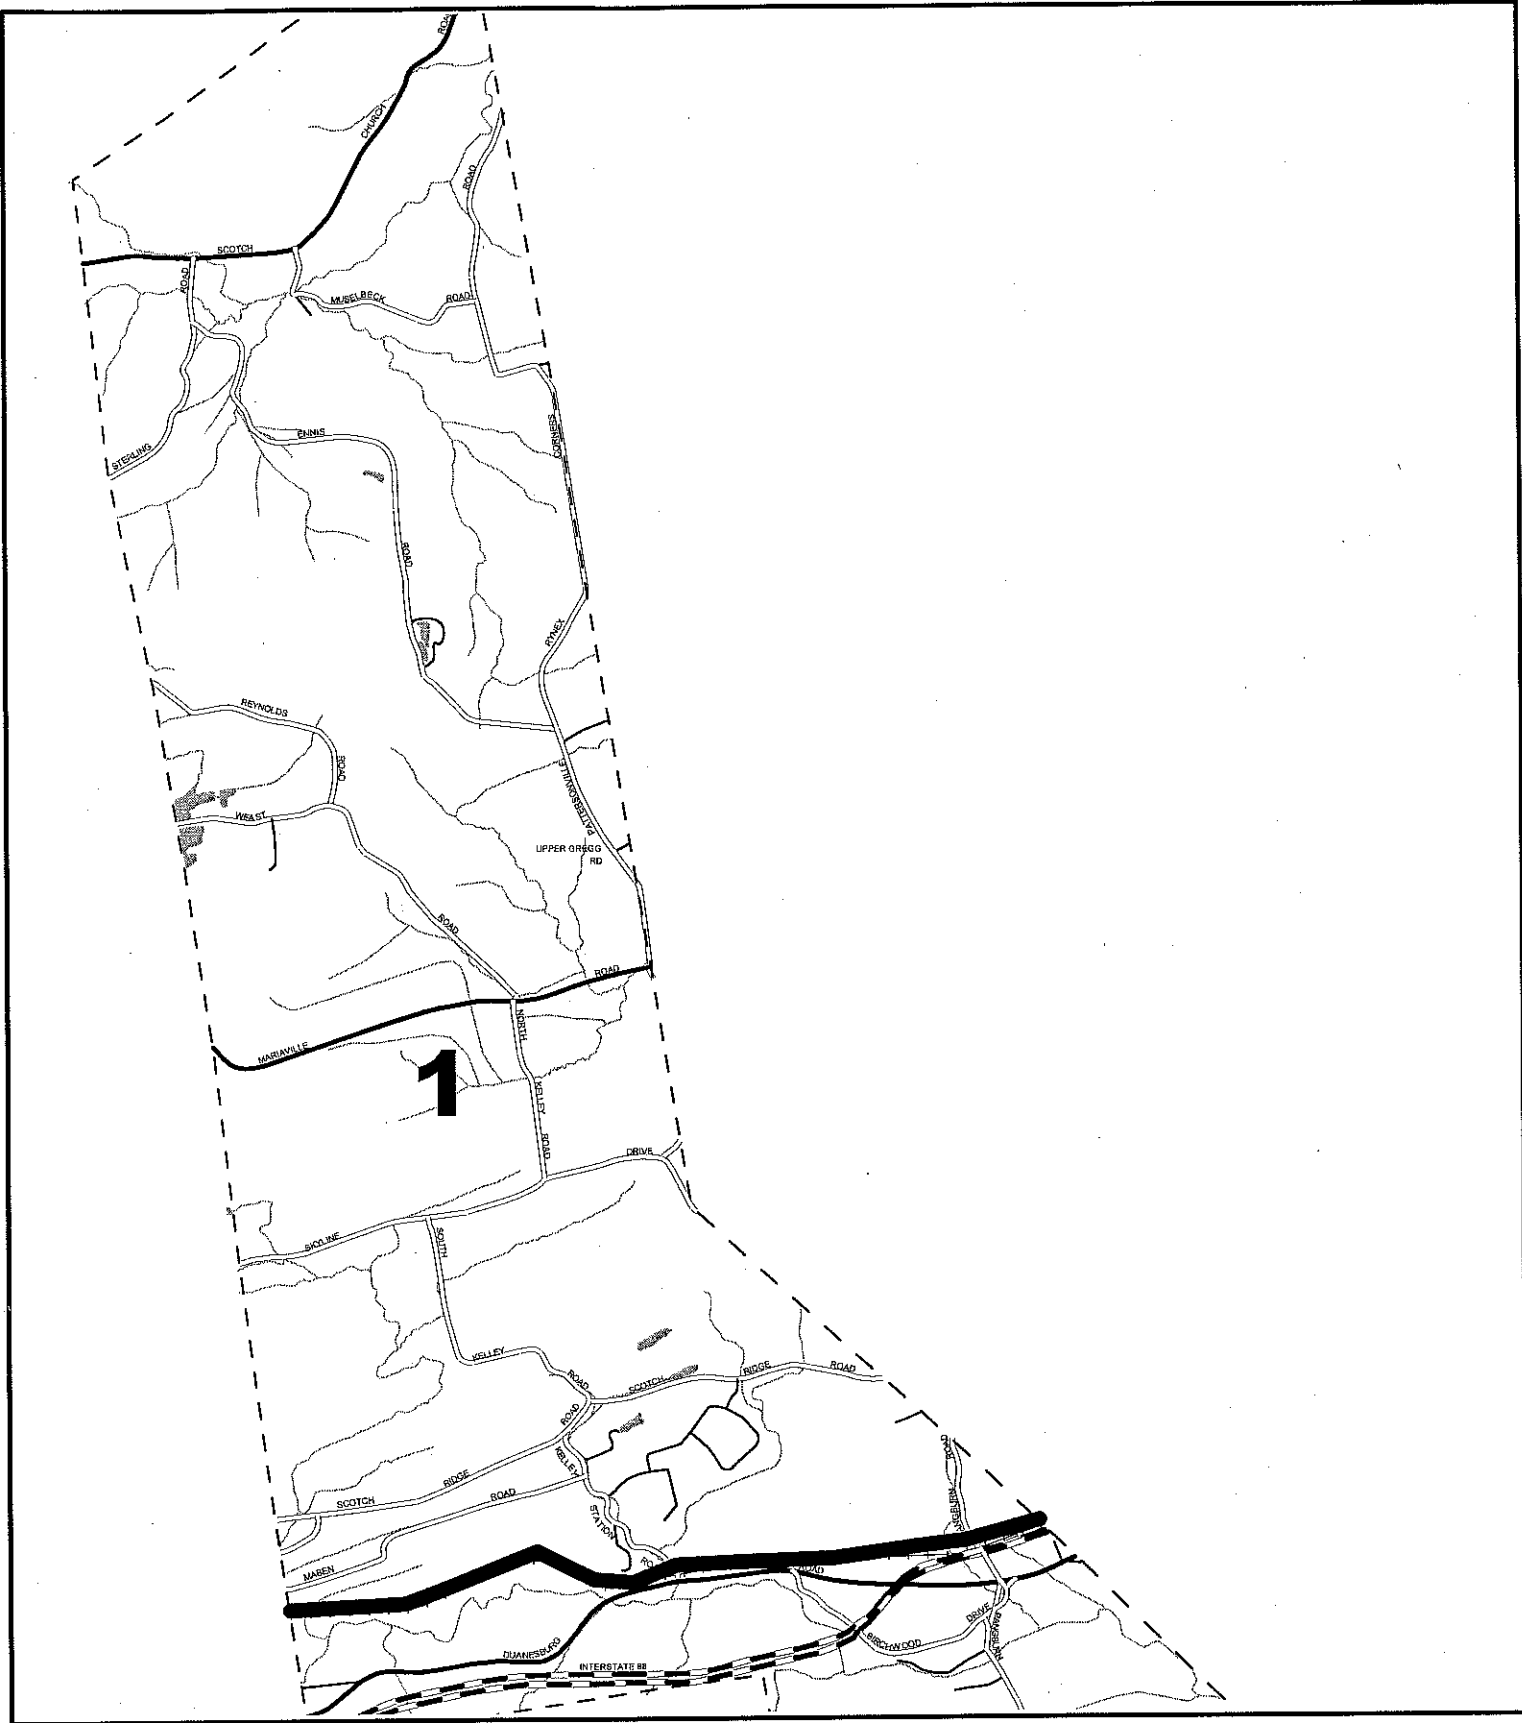 ROAD
CHURCH
ROAD
SCOTCH
ROAD
MUSELBECK
ROAD
CORNERS
ENNIS
STERLING
ROAD
RYNEX
REYNOLDS
ROAD
PATTERSONVILLE
WEAST
UPPER GREGG
RD
ROAD
ROAD
NORTH
MARIAVILLE
1
KELLEY
ROAD
DRIVE
SOUTH
SKYLINE
KELLEY
ROAD
SCOTCH
RIDGE
ROAD
ROAD
ROAD
KELLEY
RIDGE
ROAD
SCOTCH
STATION
MABEN
ROAD
DRIVE
BIRCHWOOD
PANGBURN
DUANESBURG
INTERSTATE 88